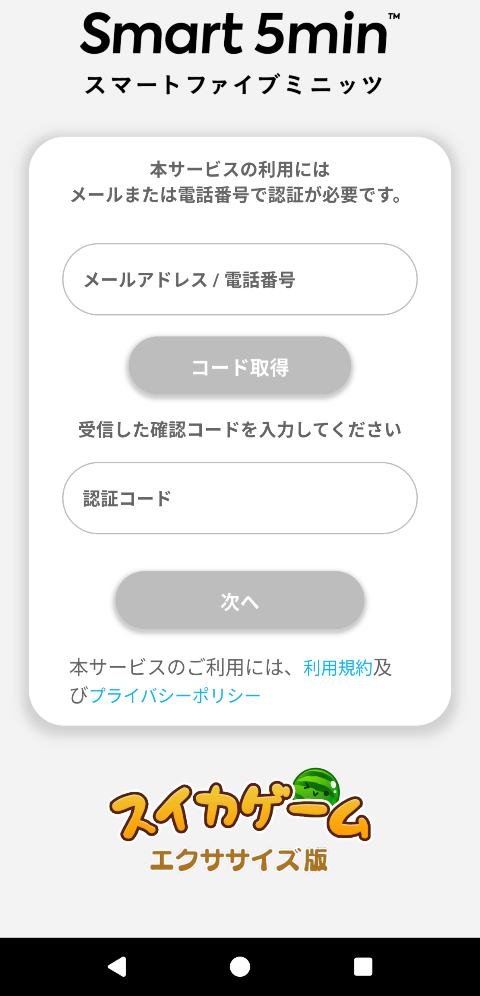 Smart 5min™
スマートファイブミニッツ
本サービスの利用には
メールまたは電話番号で認証が必要です。
メールアドレス / 電話番号
コード取得
受信した確認コードを入力してください
認証コード
次へ
本サービスのご利用には、利用規約及
びプライバシーポリシー
スイカゲーム
エクササイズ版